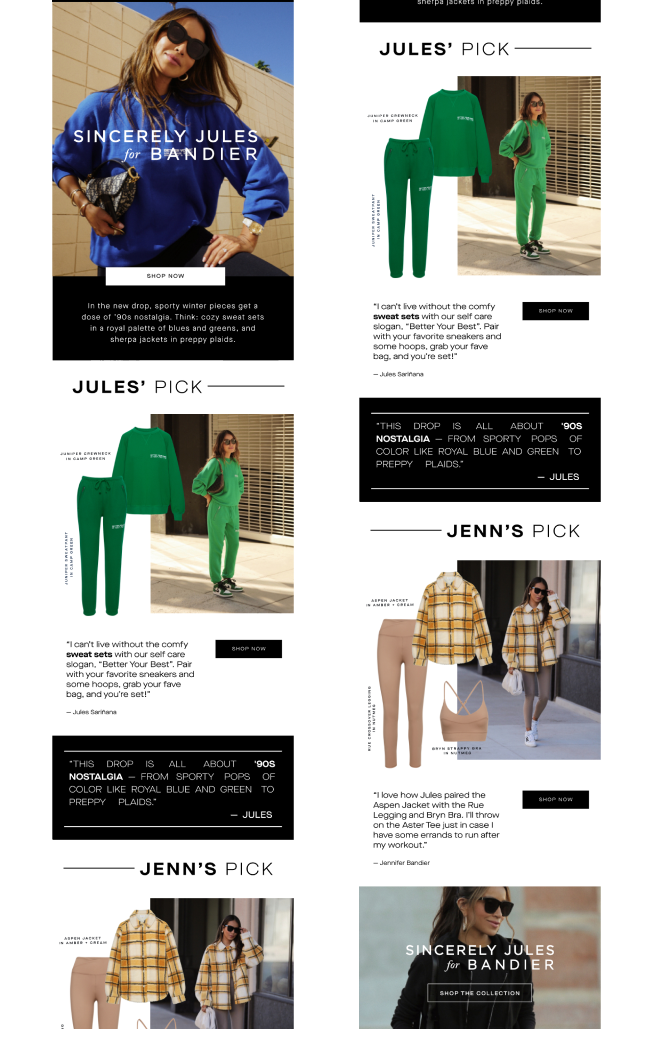 SINCERELY JULES
for BANDIER
SHOP NOW
In the new drop, sporty winter pieces get a
dose of '90s nostalgia. Think: cozy sweat sets
in a royal palette of blues and greens, and
sherpa jackets in preppy plaids.
JULES' PICK
JUNIPER CREWNECK
IN CAMP GREEN
JUNIPER SWEATPANT
IN CAMP GREEN
“I can't live without the comfy
sweat sets with our self care
slogan, “Better Your Best”. Pair
with your favorite sneakers and
some hoops, grab your fave
bag, and you're set!”
— Jules Sariñana
SHOP NOW
“THIS DROP IS ALL ABOUT '90S
NOSTALGIA — FROM SPORTY POPS OF
COLOR LIKE ROYAL BLUE AND GREEN TO
PREPPY PLAIDS.”
— JULES
JENN'S PICK
ASPEN JACKET
IN AMBER + CREAM
sherpa jackets in preppy plaids.
JULES' PICK
JUNIPER CREWNECK
IN CAMP GREEN
JUNIPER SWEATPANT
IN CAMP GREEN
“I can't live without the comfy
sweat sets with our self care
slogan, “Better Your Best”. Pair
with your favorite sneakers and
some hoops, grab your fave
bag, and you're set!”
— Jules Sariñana
SHOP NOW
“THIS DROP IS ALL ABOUT '90S
NOSTALGIA — FROM SPORTY POPS OF
COLOR LIKE ROYAL BLUE AND GREEN TO
PREPPY PLAIDS.”
— JULES
JENN'S PICK
ASPEN JACKET
IN AMBER + CREAM
RUE CROSSOVER LEGGING
IN NUTMEG
BRYN STRAPPY BRA
IN NUTMEG
“I love how Jules paired the
Aspen Jacket with the Rue
Legging and Bryn Bra. I'll throw
on the Aster Tee just in case I
have some errands to run after
my workout.”
— Jennifer Bandier
SHOP NOW
SINCERELY JULES
for BANDIER
SHOP THE COLLECTION